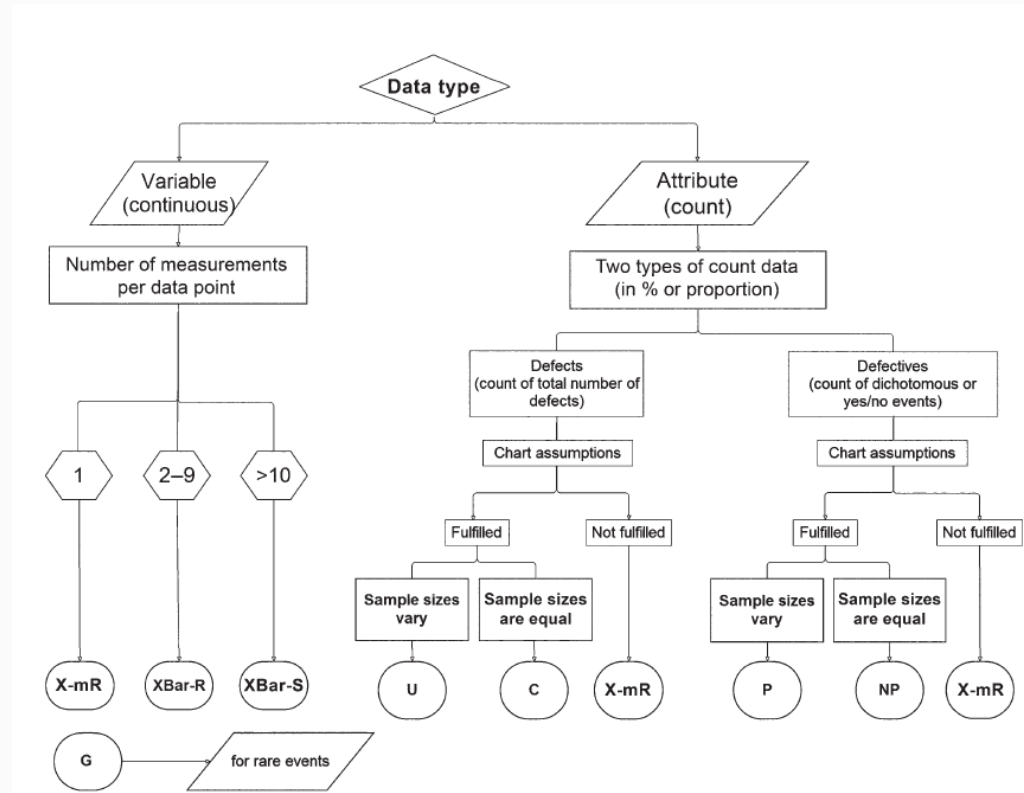 Data type
Variable
(continuous)
Attribute
(count)
Number of measurements
per data point
Two types of count data
(in % or proportion)
Defects
(count of total number of
defects)
Defectives
(count of dichotomous or
yes/no events)
Chart assumptions
Chart assumptions
1
2–9
>10
Fulfilled
Not fulfilled
Fulfilled
Not fulfilled
Sample sizes
vary
Sample sizes
are equal
Sample sizes
vary
Sample sizes
are equal
X-mR
XBar-R
XBar-S
U
C
X-mR
P
NP
X-mR
G
for rare events